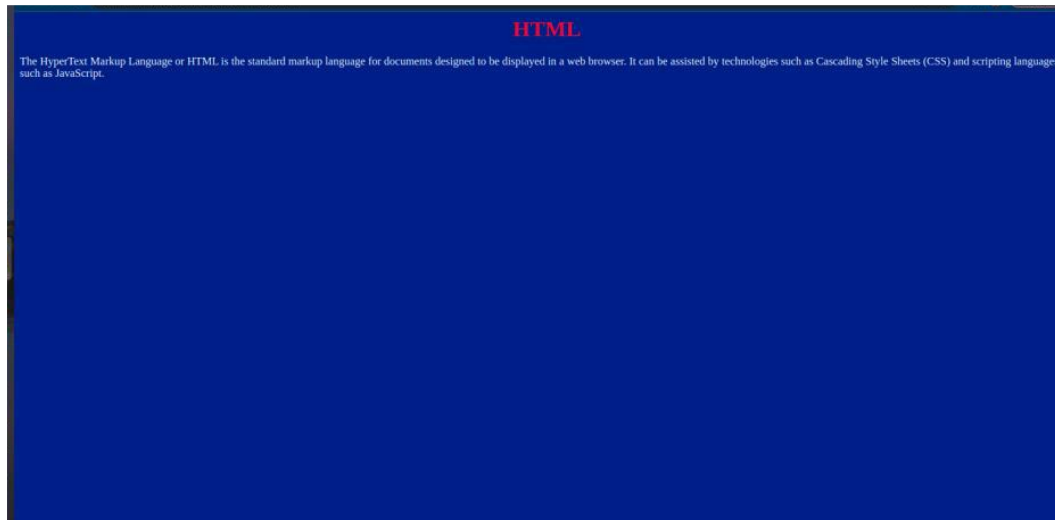 HTML
The HyperText Markup Language or HTML is the standard markup language for documents designed to be displayed in a web browser. It can be assisted by technologies such as Cascading Style Sheets (CSS) and scripting language
such as JavaScript.